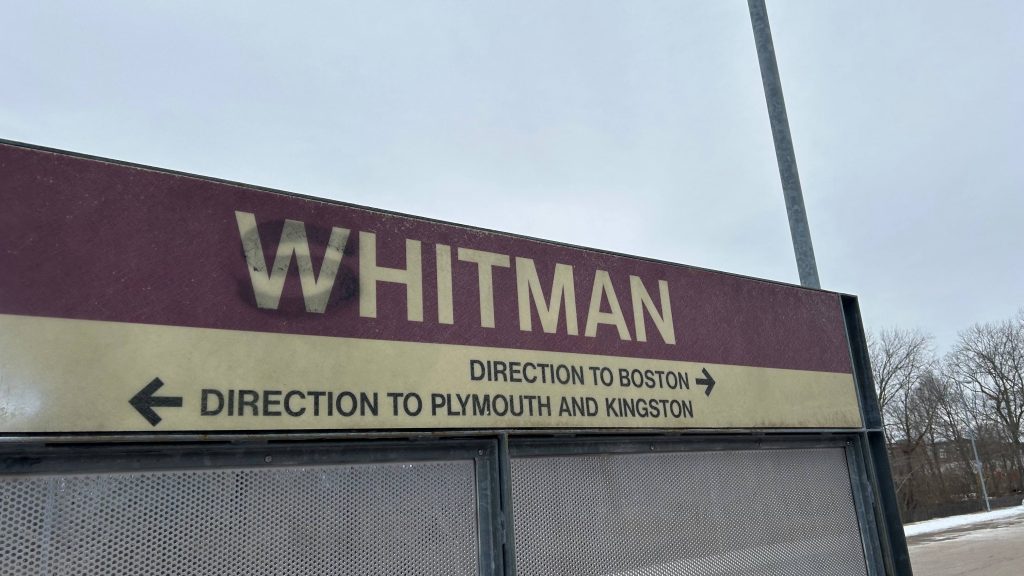 WHITMAN
DIRECTION TO BOSTON →
← DIRECTION TO PLYMOUTH AND KINGSTON